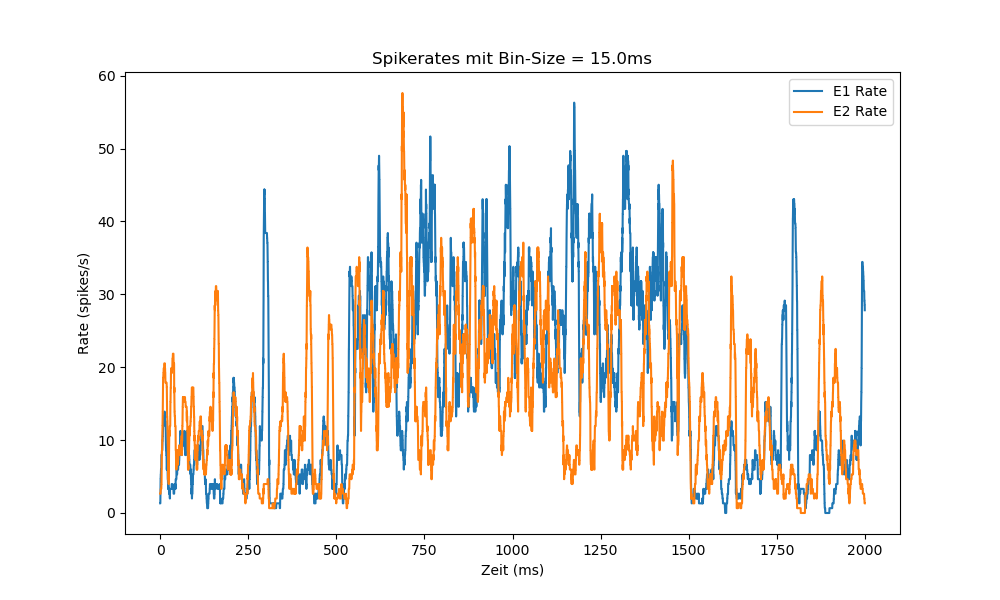 Spikerates mit Bin-Size = 15.0ms
E1 Rate
E2 Rate
60
50
40
30
20
10
0
Rate (spikes/s)
0 250 500 750 1000 1250 1500 1750 2000
Zeit (ms)